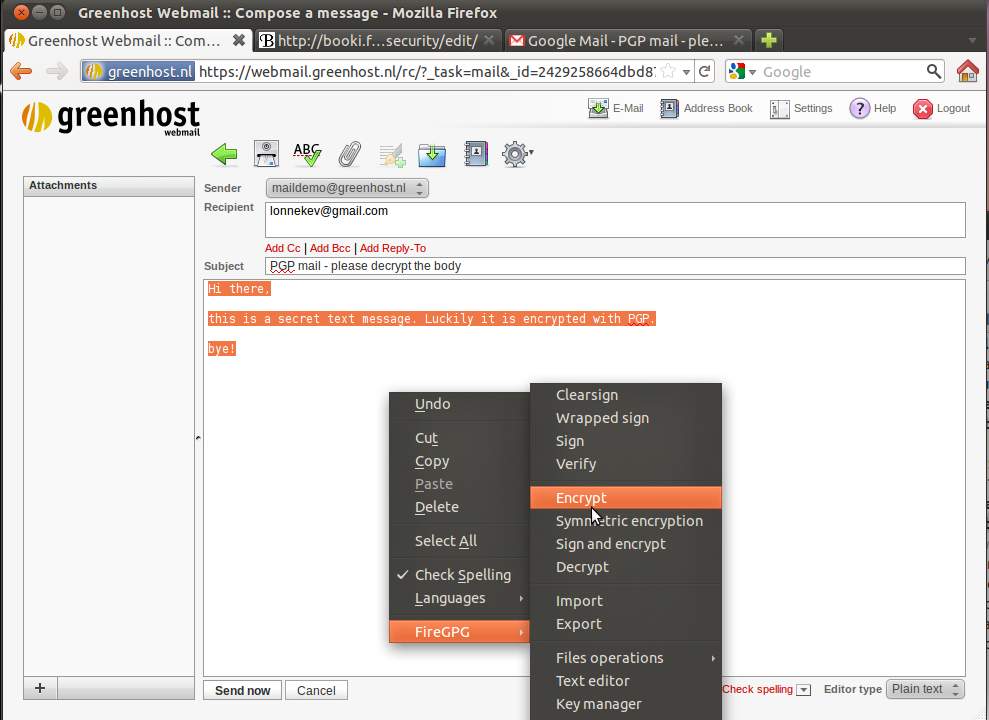 Greenhost Webmail :: Compose a message - Mozilla Firefox
Greenhost Webmail :: Com... http://booki.f...security/edit/ Google Mail - PGP mail - ple...
greenhost.nl https://webmail.greenhost.nl/rc/?_task=mail&_id=2429258664dbd8 Google
greenhost
webmail
E-Mail Address Book Settings Help Logout
ABC
Attachments
Sender maildemo@greenhost.nl
Recipient lonnekev@gmail.com
Add Cc | Add Bcc | Add Reply-To
Subject PGP mail - please decrypt the body
Hi there,
this is a secret text message. Luckily it is encrypted with PGP.
bye!
Undo
Cut
Copy
Paste
Delete
Select All
Check Spelling
Languages
FireGPG
Clearsign
Wrapped sign
Sign
Verify
Encrypt
Symmetric encryption
Sign and encrypt
Decrypt
Import
Export
Files operations
Text editor
Key manager
Send now Cancel Check spelling Editor type Plain text